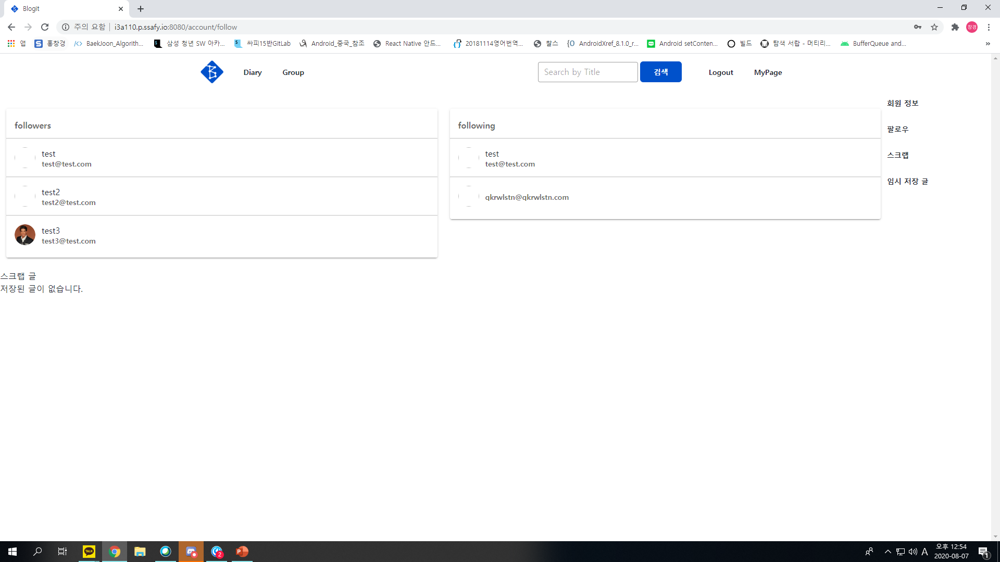 Blogit
주의 요함 | i3a110.p.ssafy.io:8080/account/follow
창경
앱 홍창경 BaekJoon_Algorith... 삼성 청년 SW 아카... 싸피15반GitLab Android_중국_참조 React Native 안드... 20181114영어번역... 찰스 AndroidXref_8.1.0_r... Android setConten... 빌드 탐색 서랍 - 머티리... BufferQueue and... »
Diary Group Search by Title 검색 Logout MyPage
회원 정보
팔로우
스크랩
임시 저장 글
followers
test
test@test.com
test2
test2@test.com
test3
test3@test.com
following
test
test@test.com
qkrwlstn@qkrwlstn.com
스크랩 글
저장된 글이 없습니다.
TALK
2
P
A
오후 12:54
2020-08-07
1